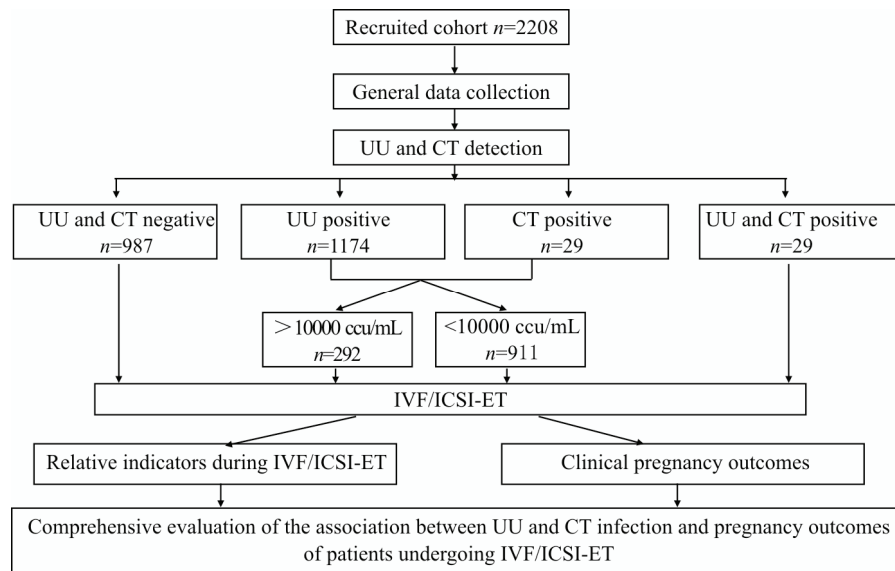 Recruited cohort n=2208
General data collection
UU and CT detection
UU and CT negative
n=987
UU positive
n=1174
CT positive
n=29
UU and CT positive
n=29
>10000 ccu/mL
n=292
<10000 ccu/mL
n=911
IVF/ICSI-ET
Relative indicators during IVF/ICSI-ET
Clinical pregnancy outcomes
Comprehensive evaluation of the association between UU and CT infection and pregnancy outcomes
of patients undergoing IVF/ICSI-ET